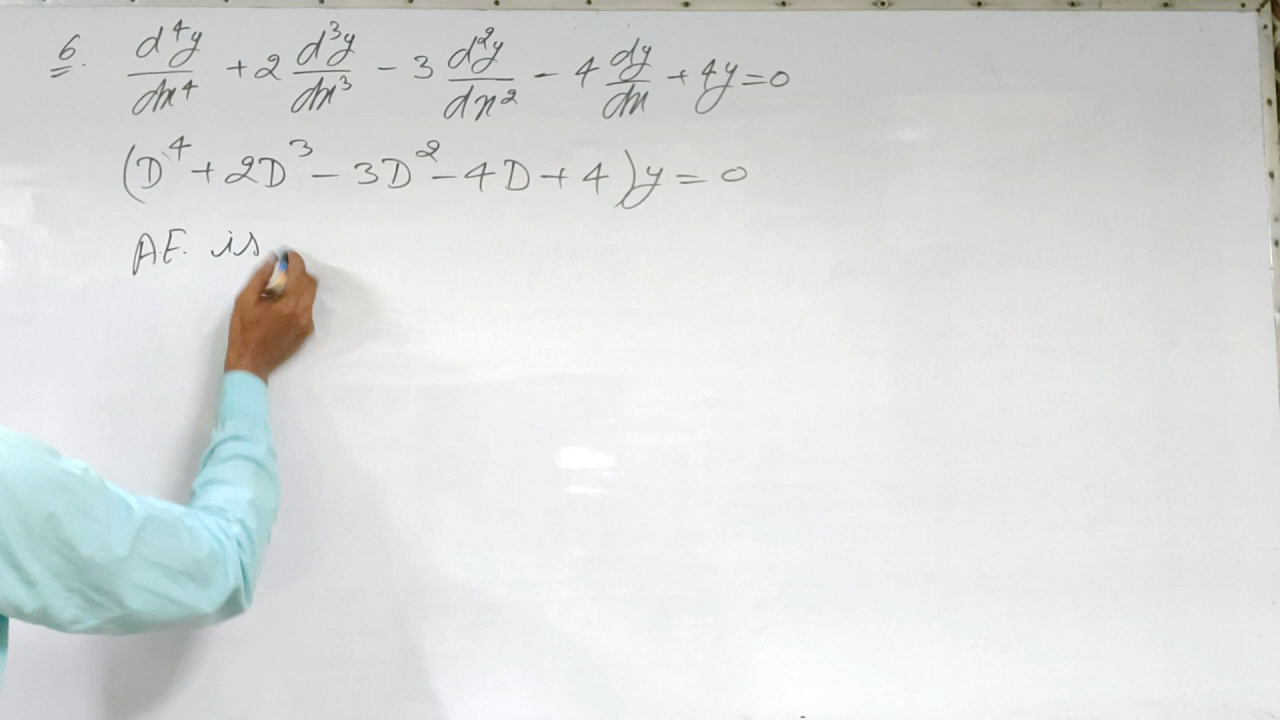 6. d⁴y/dx⁴ + 2 d³y/dx³ - 3 d²y/dx² - 4 dy/dx + 4y = 0
(D⁴ + 2D³ - 3D² - 4D + 4)y = 0
A.E. is